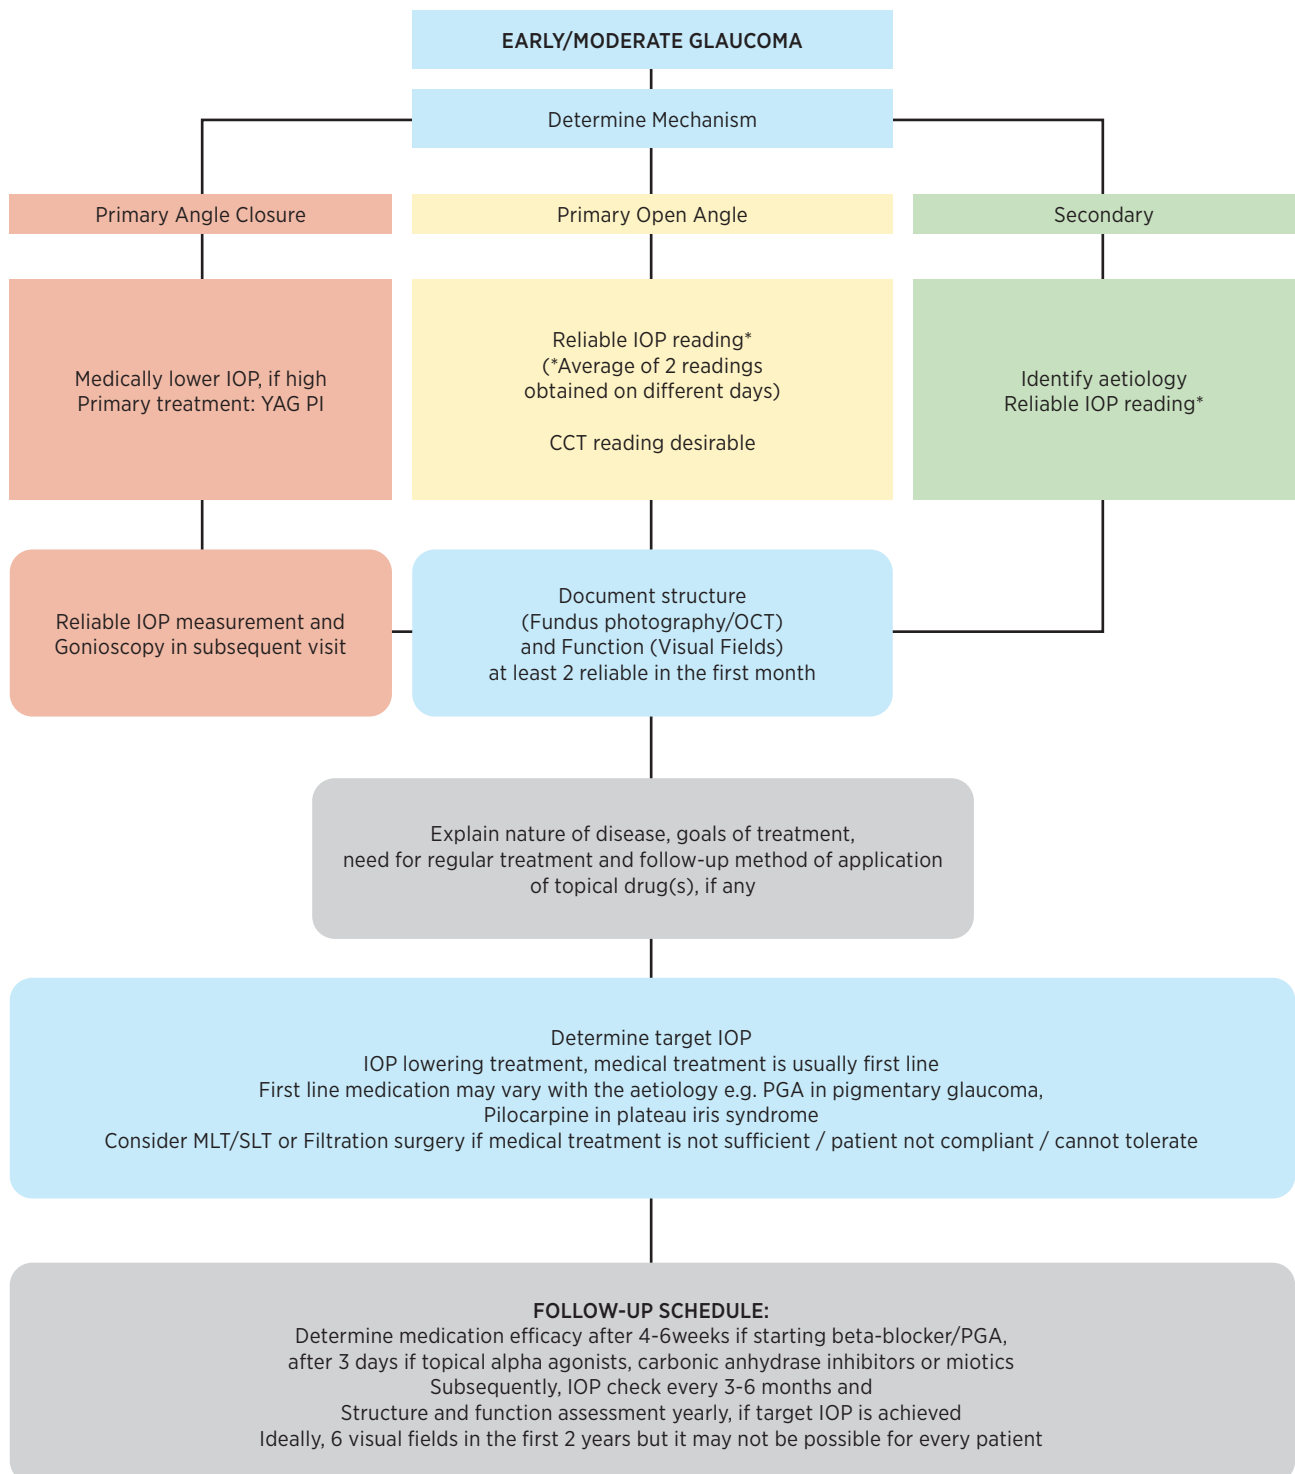 EARLY/MODERATE GLAUCOMA
Determine Mechanism
Primary Angle Closure
Primary Open Angle
Secondary
Medically lower IOP, if high
Primary treatment: YAG PI
Reliable IOP reading*
(*Average of 2 readings
obtained on different days)
CCT reading desirable
Identify aetiology
Reliable IOP reading*
Reliable IOP measurement and
Gonioscopy in subsequent visit
Document structure
(Fundus photography/OCT)
and Function (Visual Fields)
at least 2 reliable in the first month
Explain nature of disease, goals of treatment,
need for regular treatment and follow-up method of application
of topical drug(s), if any
Determine target IOP
IOP lowering treatment, medical treatment is usually first line
First line medication may vary with the aetiology e.g. PGA in pigmentary glaucoma,
Pilocarpine in plateau iris syndrome
Consider MLT/SLT or Filtration surgery if medical treatment is not sufficient / patient not compliant / cannot tolerate
FOLLOW-UP SCHEDULE:
Determine medication efficacy after 4-6weeks if starting beta-blocker/PGA,
after 3 days if topical alpha agonists, carbonic anhydrase inhibitors or miotics
Subsequently, IOP check every 3-6 months and
Structure and function assessment yearly, if target IOP is achieved
Ideally, 6 visual fields in the first 2 years but it may not be possible for every patient